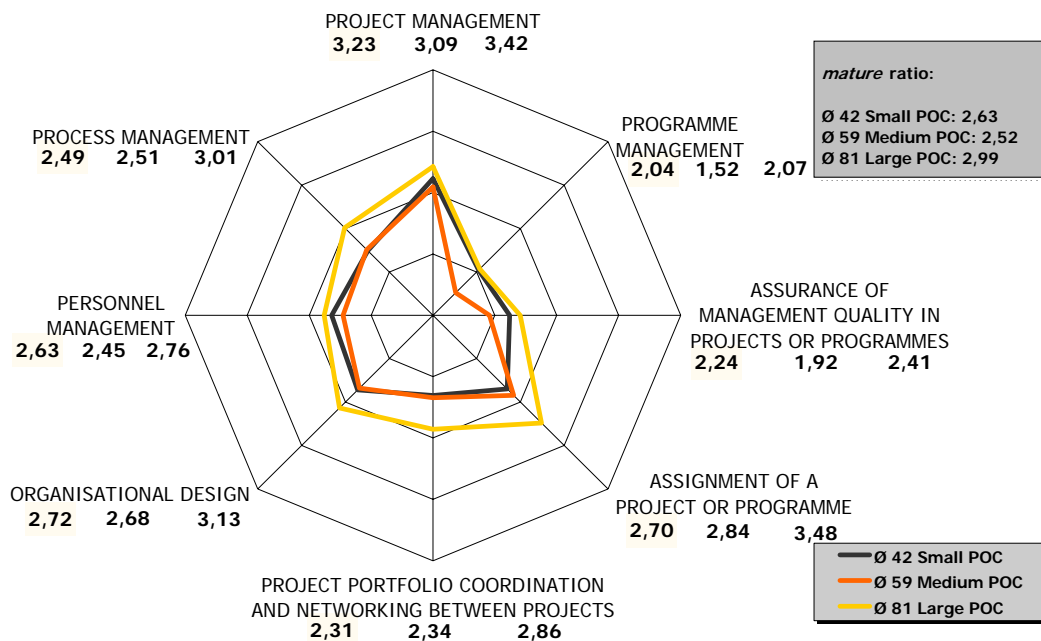 PROJECT MANAGEMENT
3,23 3,09 3,42
mature ratio:
Ø 42 Small POC: 2,63
Ø 59 Medium POC: 2,52
Ø 81 Large POC: 2,99
PROCESS MANAGEMENT
2,49 2,51 3,01
PROGRAMME
MANAGEMENT
2,04 1,52 2,07
PERSONNEL
MANAGEMENT
2,63 2,45 2,76
ASSURANCE OF
MANAGEMENT QUALITY IN
PROJECTS OR PROGRAMMES
2,24 1,92 2,41
ORGANISATIONAL DESIGN
2,72 2,68 3,13
ASSIGNMENT OF A
PROJECT OR PROGRAMME
2,70 2,84 3,48
PROJECT PORTFOLIO COORDINATION
AND NETWORKING BETWEEN PROJECTS
2,31 2,34 2,86
Ø 42 Small POC
Ø 59 Medium POC
Ø 81 Large POC